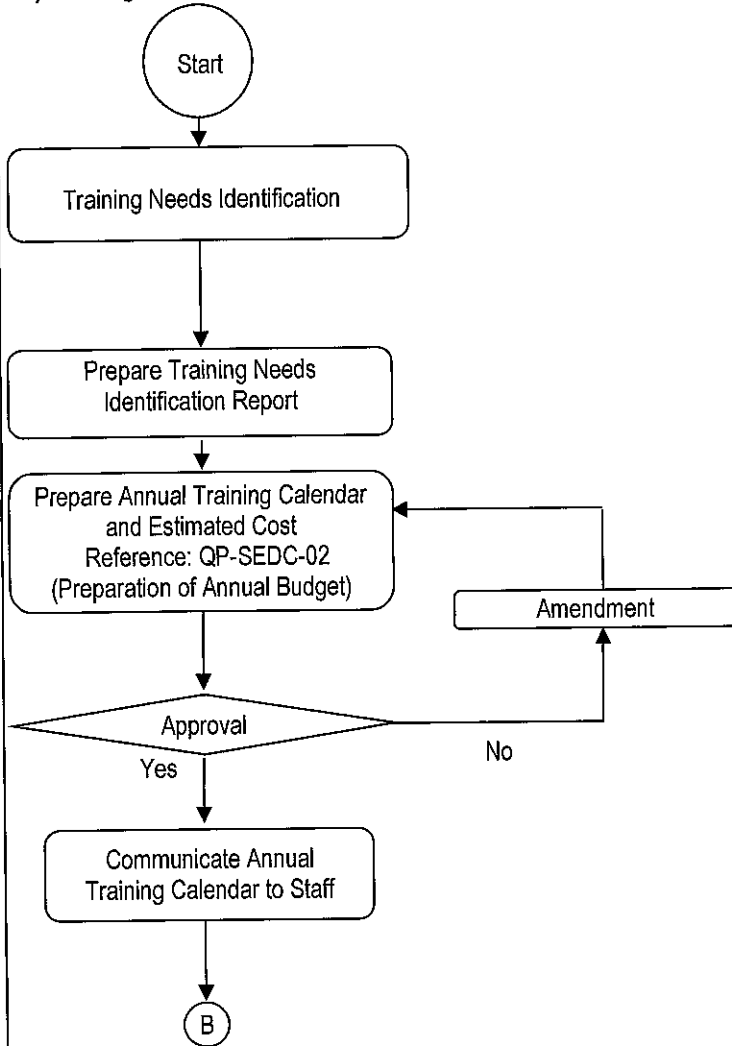 Start
Training Needs Identification
Prepare Training Needs
Identification Report
Prepare Annual Training Calendar
and Estimated Cost
Reference: QP-SEDC-02
(Preparation of Annual Budget)
Amendment
Approval
No
Yes
Communicate Annual
Training Calendar to Staff
B